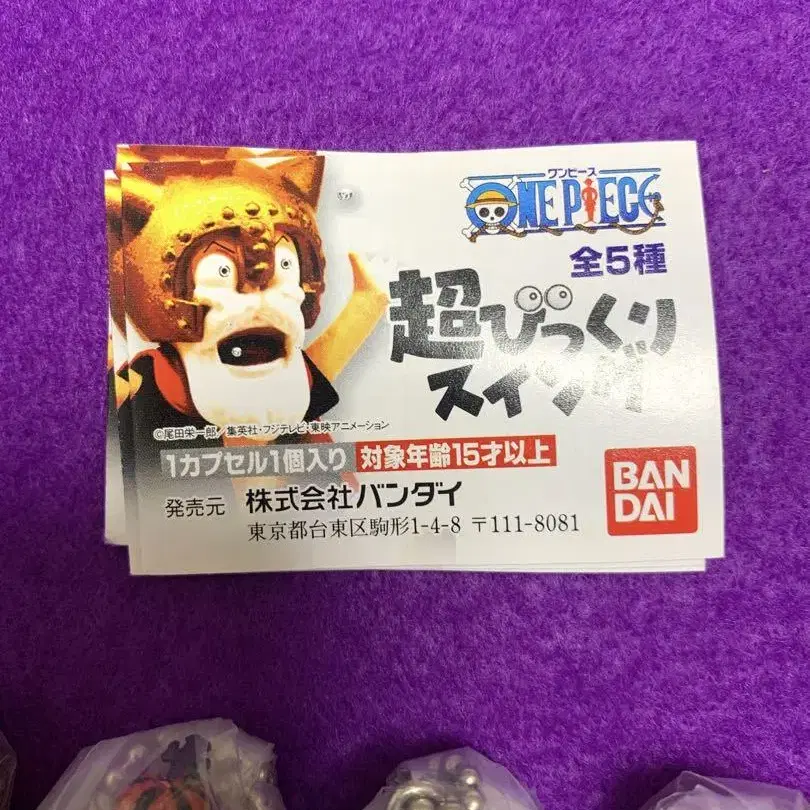 ワンピース
ONE PIECE
全5種
超びっくり
スイング
©尾田栄一郎／集英社・フジテレビ・東映アニメーション
1カプセル1個入り 対象年齢15才以上
発売元 株式会社バンダイ
東京都台東区駒形1-4-8 〒111-8081
BAN
DAI